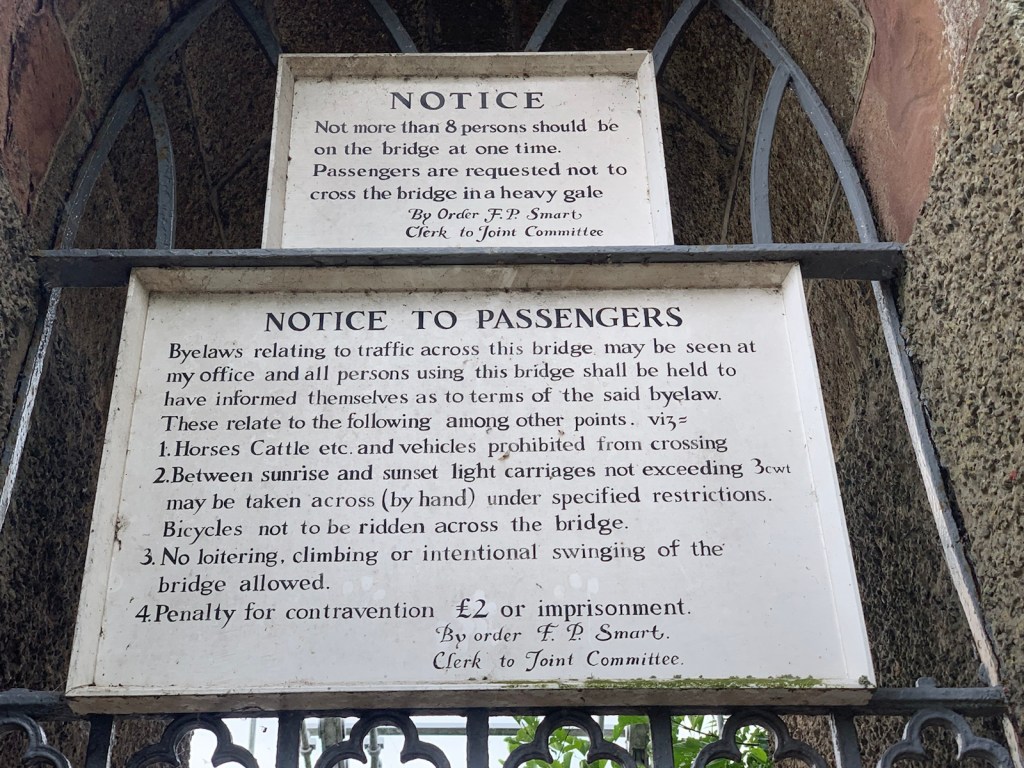 NOTICE
Not more than 8 persons should be
on the bridge at one time.
Passengers are requested not to
cross the bridge in a heavy gale
By Order F. P. Smart,
Clerk to Joint Committee
NOTICE TO PASSENGERS
Byelaws relating to traffic across this bridge may be seen at
my office and all persons using this bridge shall be held to
have informed themselves as to terms of the said byelaw.
These relate to the following among other points. viz=
1. Horses Cattle etc. and vehicles prohibited from crossing
2. Between sunrise and sunset light carriages not exceeding 3cwt
may be taken across (by hand) under specified restrictions.
Bicycles not to be ridden across the bridge.
3. No loitering, climbing or intentional swinging of the
bridge allowed.
4. Penalty for contravention £2 or imprisonment.
By order F. P. Smart.
Clerk to Joint Committee.